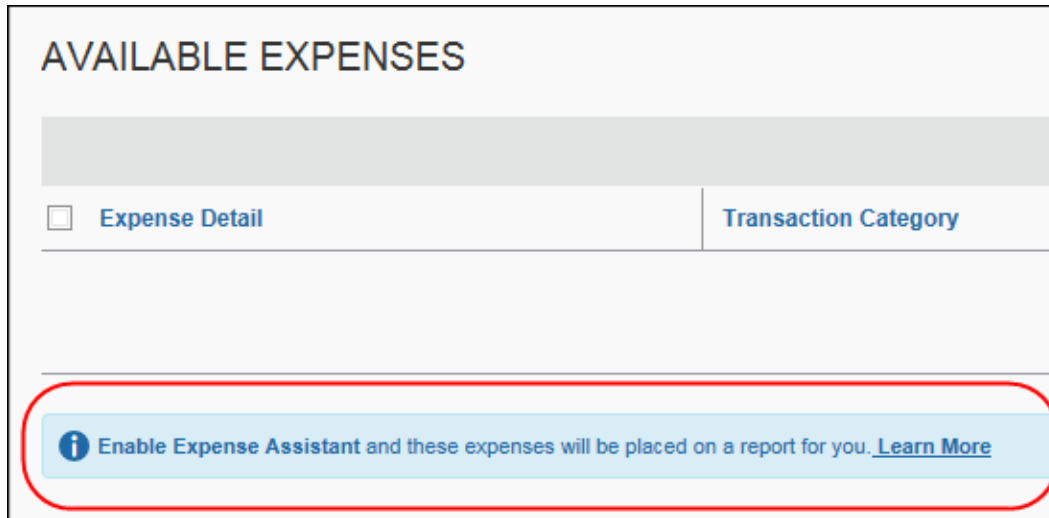 AVAILABLE EXPENSES
Expense Detail Transaction Category
Enable Expense Assistant and these expenses will be placed on a report for you. Learn More